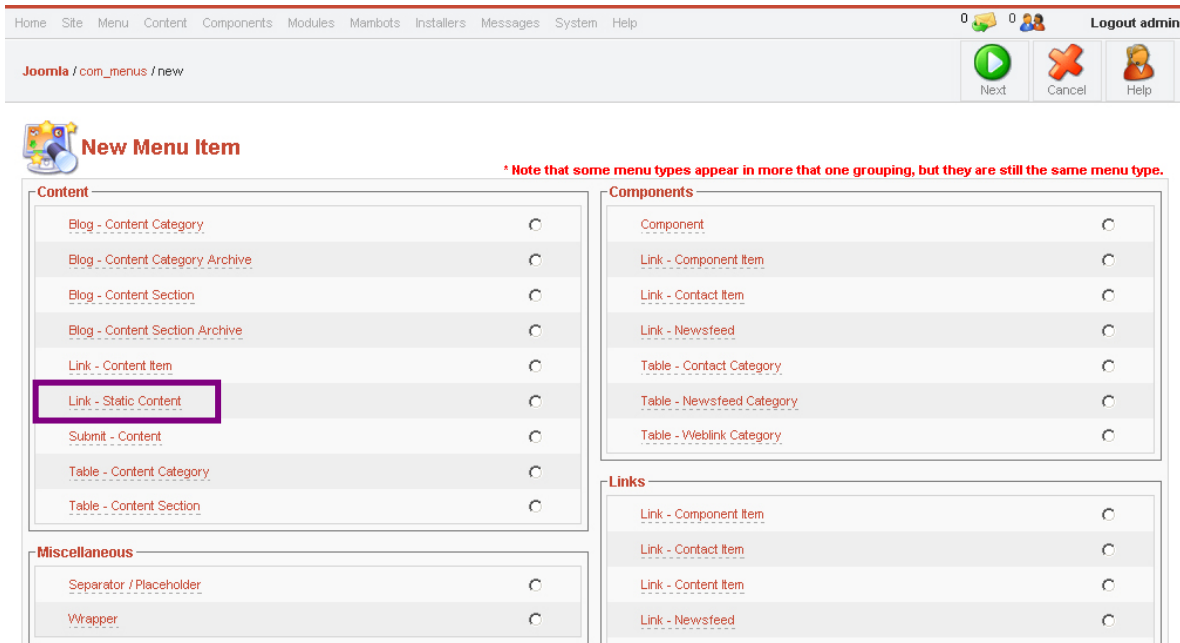 Home Site Menu Content Components Modules Mambots Installers Messages System Help 0 0 Logout admin
Joomla / com_menus / new
Next Cancel Help
New Menu Item
* Note that some menu types appear in more that one grouping, but they are still the same menu type.
Content
Blog - Content Category
Blog - Content Category Archive
Blog - Content Section
Blog - Content Section Archive
Link - Content Item
Link - Static Content
Submit - Content
Table - Content Category
Table - Content Section
Miscellaneous
Separator / Placeholder
Wrapper
Components
Component
Link - Component Item
Link - Contact Item
Link - Newsfeed
Table - Contact Category
Table - Newsfeed Category
Table - Weblink Category
Links
Link - Component Item
Link - Contact Item
Link - Content Item
Link - Newsfeed